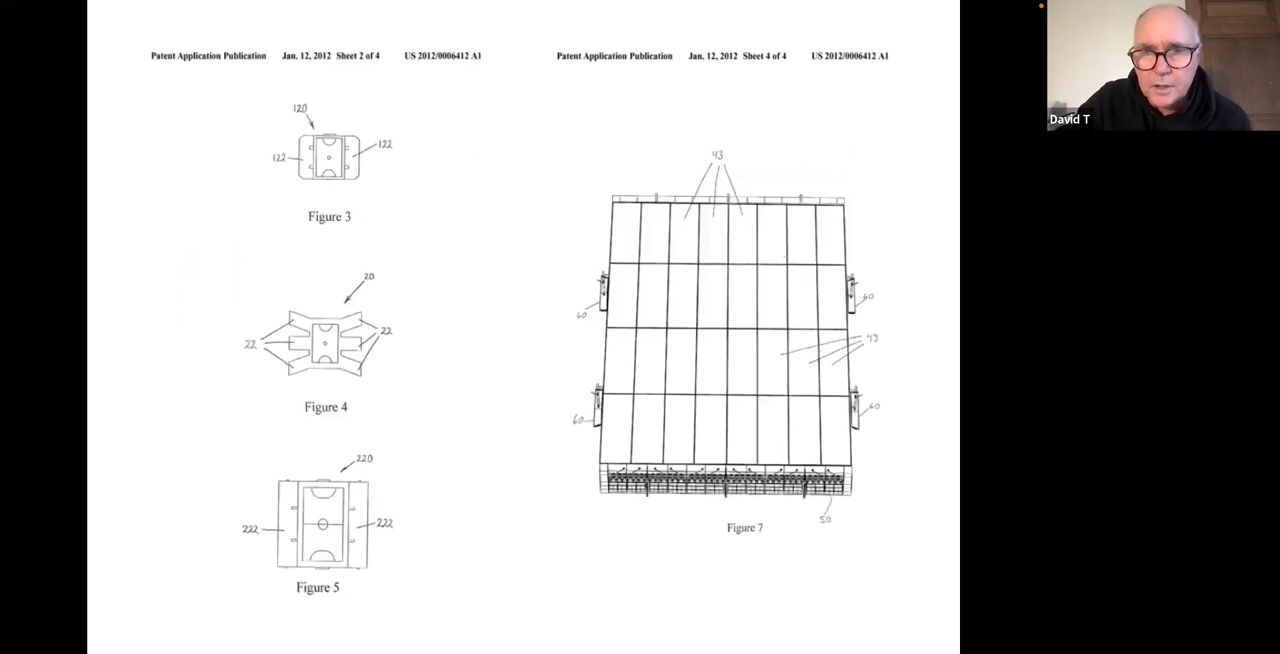 Patent Application Publication Jan. 12, 2012 Sheet 2 of 4 US 2012/0006412 A1
120
122
122
Figure 3
20
22
22
Figure 4
220
222
222
Figure 5
Patent Application Publication Jan. 12, 2012 Sheet 4 of 4 US 2012/0006412 A1
43
60
60
43
60
60
50
Figure 7
David T